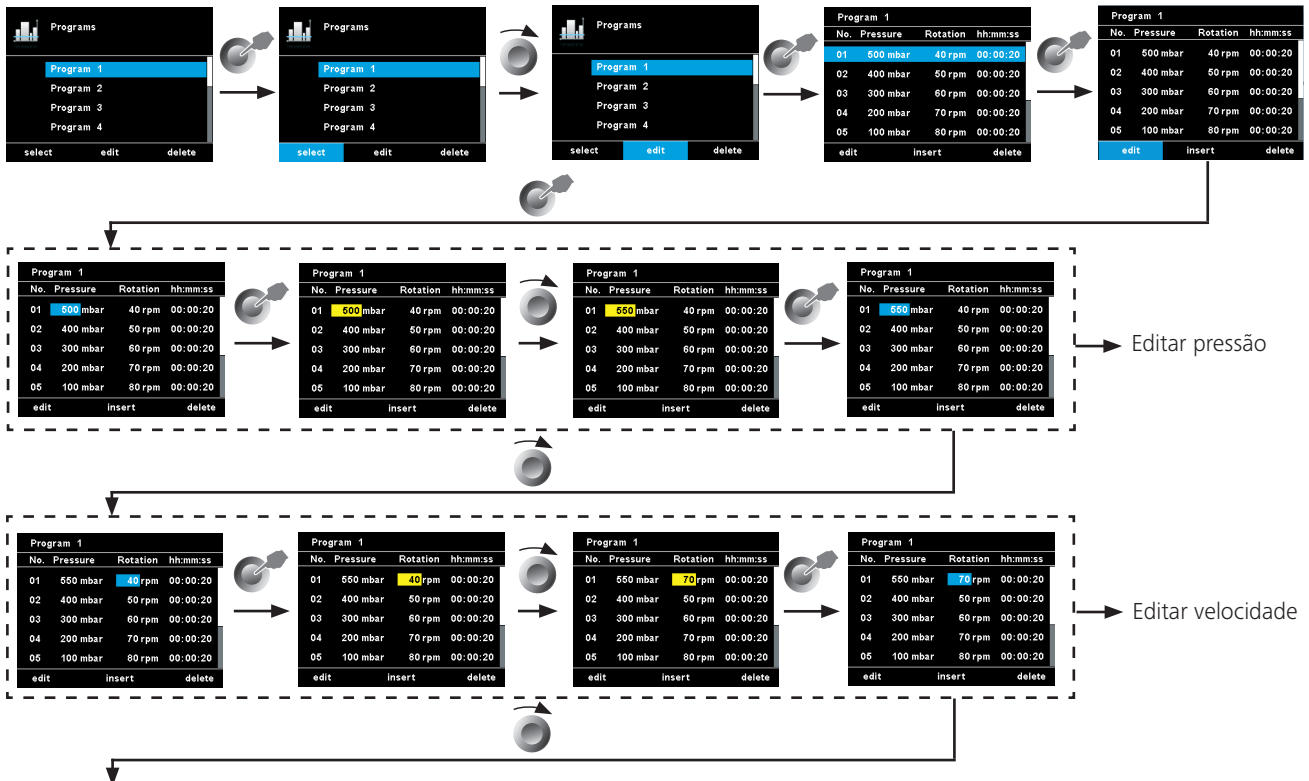 Programs
Program 1
Program 2
Program 3
Program 4
select edit delete
Programs
Program 1
Program 2
Program 3
Program 4
select edit delete
Programs
Program 1
Program 2
Program 3
Program 4
select edit delete
Program 1
No. Pressure Rotation hh:mm:ss
01 500 mbar 40 rpm 00:00:20
02 400 mbar 50 rpm 00:00:20
03 300 mbar 60 rpm 00:00:20
04 200 mbar 70 rpm 00:00:20
05 100 mbar 80 rpm 00:00:20
edit insert delete
Program 1
No. Pressure Rotation hh:mm:ss
01 500 mbar 40 rpm 00:00:20
02 400 mbar 50 rpm 00:00:20
03 300 mbar 60 rpm 00:00:20
04 200 mbar 70 rpm 00:00:20
05 100 mbar 80 rpm 00:00:20
edit insert delete
Program 1
No. Pressure Rotation hh:mm:ss
01 500 mbar 40 rpm 00:00:20
02 400 mbar 50 rpm 00:00:20
03 300 mbar 60 rpm 00:00:20
04 200 mbar 70 rpm 00:00:20
05 100 mbar 80 rpm 00:00:20
edit insert delete
Program 1
No. Pressure Rotation hh:mm:ss
01 500 mbar 40 rpm 00:00:20
02 400 mbar 50 rpm 00:00:20
03 300 mbar 60 rpm 00:00:20
04 200 mbar 70 rpm 00:00:20
05 100 mbar 80 rpm 00:00:20
edit insert delete
Program 1
No. Pressure Rotation hh:mm:ss
01 550 mbar 40 rpm 00:00:20
02 400 mbar 50 rpm 00:00:20
03 300 mbar 60 rpm 00:00:20
04 200 mbar 70 rpm 00:00:20
05 100 mbar 80 rpm 00:00:20
edit insert delete
Program 1
No. Pressure Rotation hh:mm:ss
01 550 mbar 40 rpm 00:00:20
02 400 mbar 50 rpm 00:00:20
03 300 mbar 60 rpm 00:00:20
04 200 mbar 70 rpm 00:00:20
05 100 mbar 80 rpm 00:00:20
edit insert delete
Editar pressão
Program 1
No. Pressure Rotation hh:mm:ss
01 550 mbar 40 rpm 00:00:20
02 400 mbar 50 rpm 00:00:20
03 300 mbar 60 rpm 00:00:20
04 200 mbar 70 rpm 00:00:20
05 100 mbar 80 rpm 00:00:20
edit insert delete
Program 1
No. Pressure Rotation hh:mm:ss
01 550 mbar 40 rpm 00:00:20
02 400 mbar 50 rpm 00:00:20
03 300 mbar 60 rpm 00:00:20
04 200 mbar 70 rpm 00:00:20
05 100 mbar 80 rpm 00:00:20
edit insert delete
Program 1
No. Pressure Rotation hh:mm:ss
01 550 mbar 70 rpm 00:00:20
02 400 mbar 50 rpm 00:00:20
03 300 mbar 60 rpm 00:00:20
04 200 mbar 70 rpm 00:00:20
05 100 mbar 80 rpm 00:00:20
edit insert delete
Program 1
No. Pressure Rotation hh:mm:ss
01 550 mbar 70 rpm 00:00:20
02 400 mbar 50 rpm 00:00:20
03 300 mbar 60 rpm 00:00:20
04 200 mbar 70 rpm 00:00:20
05 100 mbar 80 rpm 00:00:20
edit insert delete
Editar velocidade